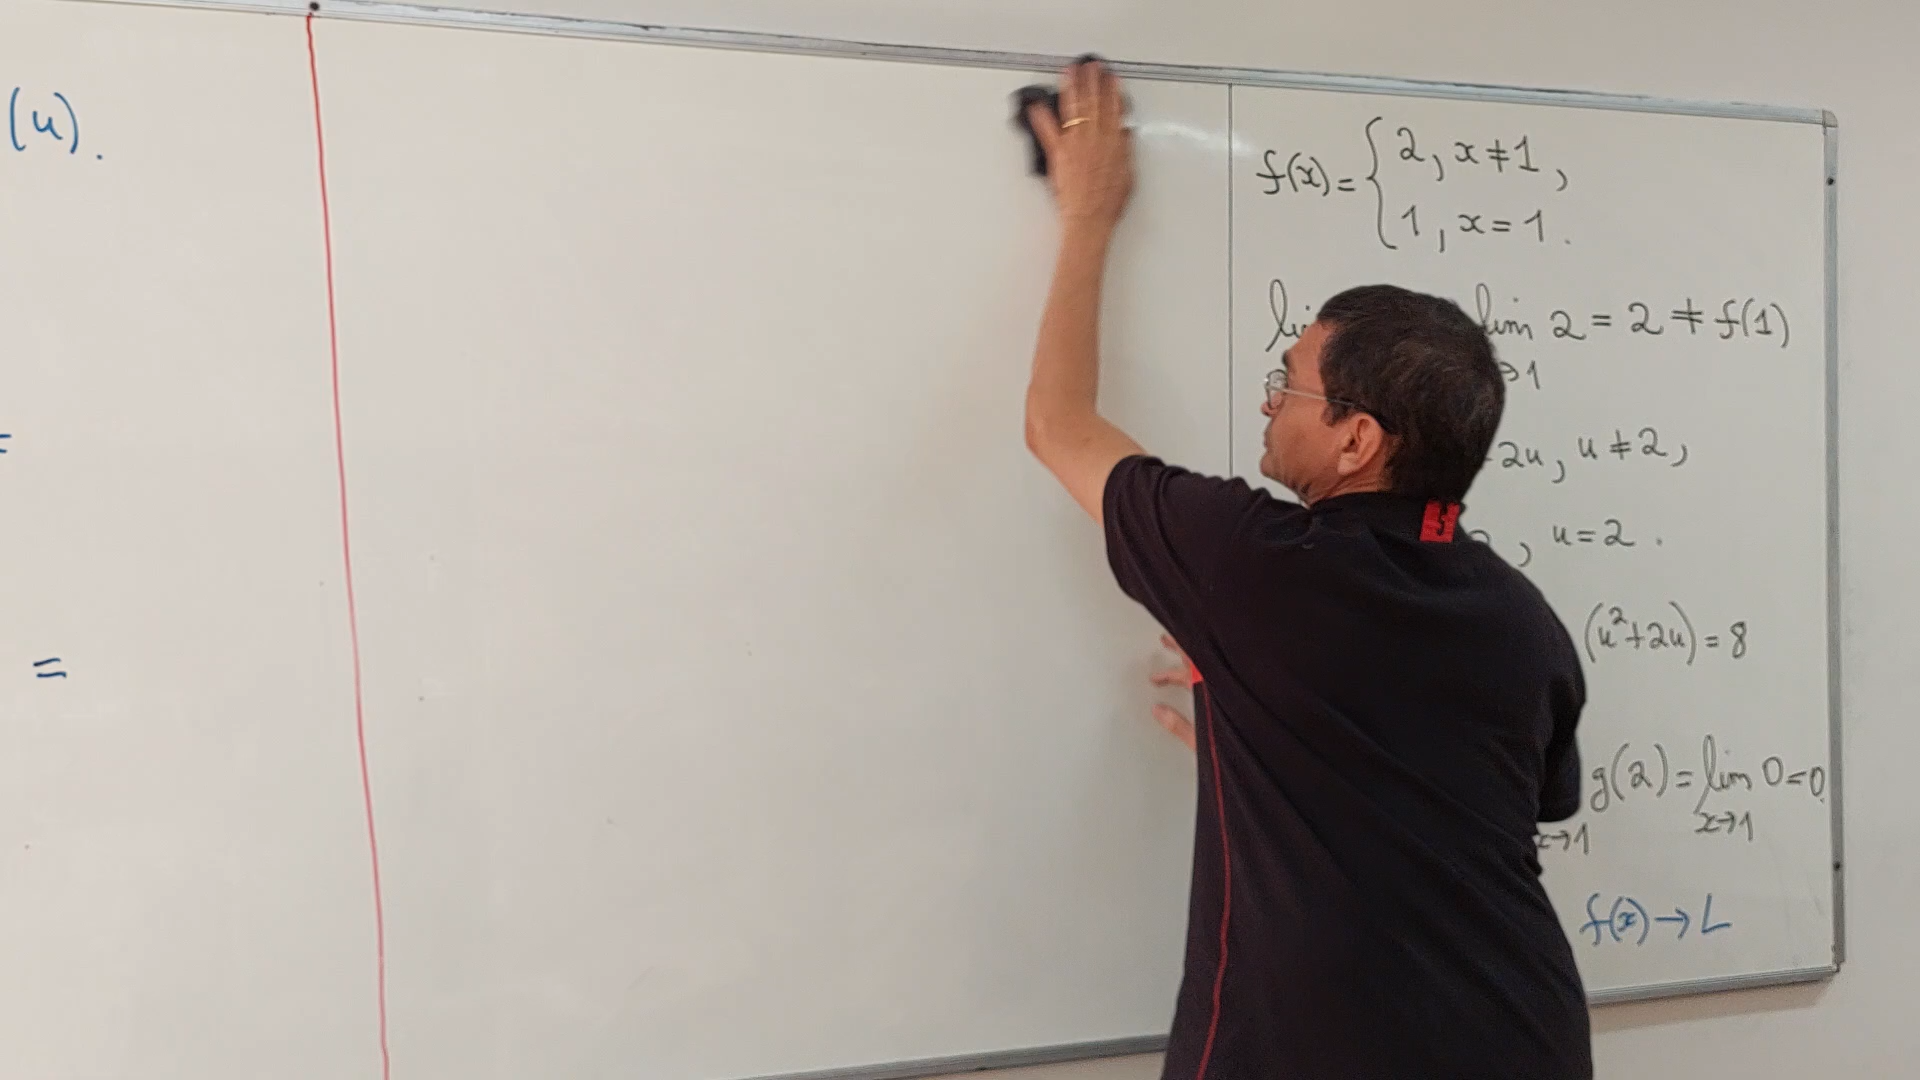 (u).
=
=
f(x) = { 2, x ≠ 1,
1, x = 1.
lim 2 = 2 ≠ f(1)
→1
2u, u ≠ 2,
, u = 2.
(u²+2u) = 8
g(2) = lim 0 = 0
x→1 x→1
f(x) → L